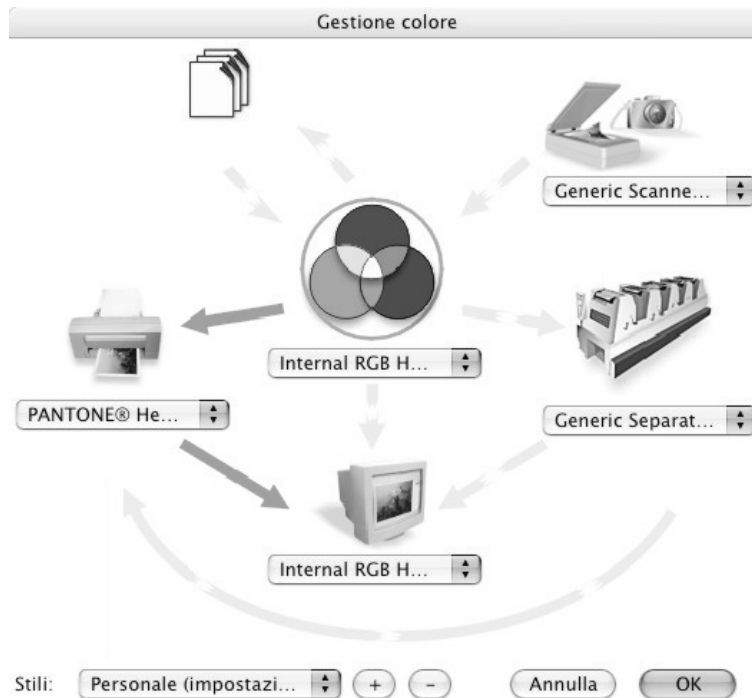 Gestione colore
Generic Scanne...
Internal RGB H...
PANTONE® He...
Generic Separat...
Internal RGB H...
Stili: Personale (impostazi... + − Annulla OK